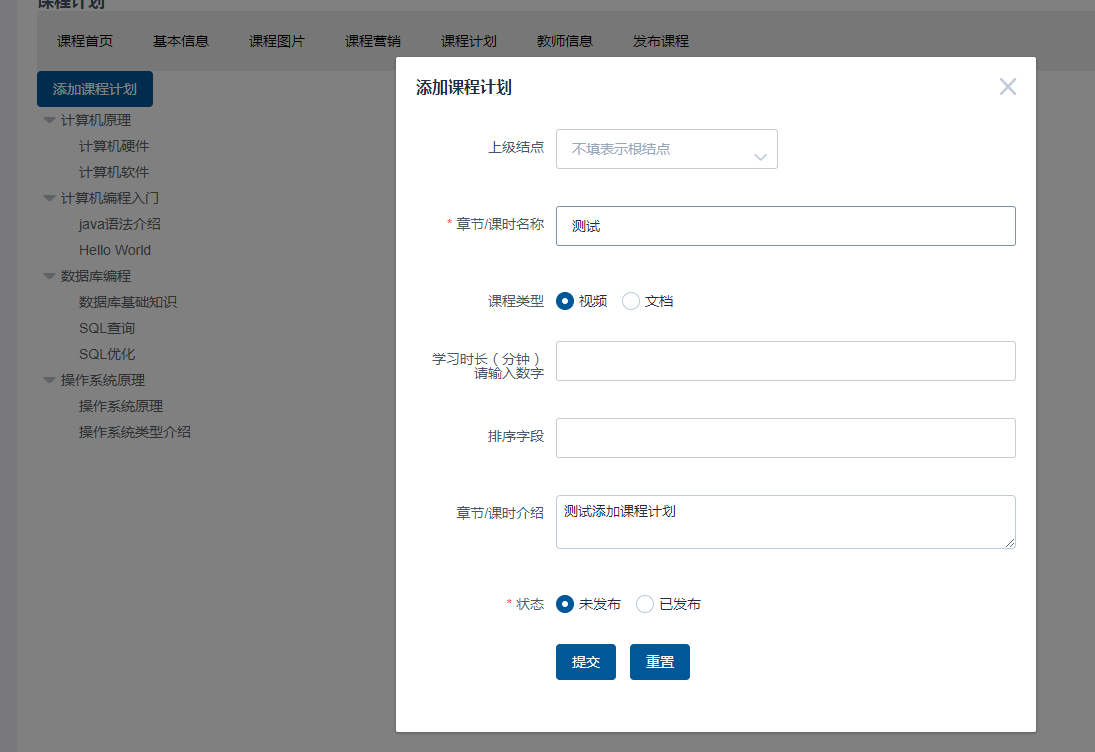 课程计划
课程首页 基本信息 课程图片 课程营销 课程计划 教师信息 发布课程
添加课程计划
计算机原理
计算机硬件
计算机软件
计算机编程入门
java语法介绍
Hello World
数据库编程
数据库基础知识
SQL查询
SQL优化
操作系统原理
操作系统原理
操作系统类型介绍
添加课程计划
上级结点 不填表示根结点
* 章节/课时名称 测试
课程类型 视频 文档
学习时长（分钟）
请输入数字
排序字段
章节/课时介绍 测试添加课程计划
* 状态 未发布 已发布
提交 重置